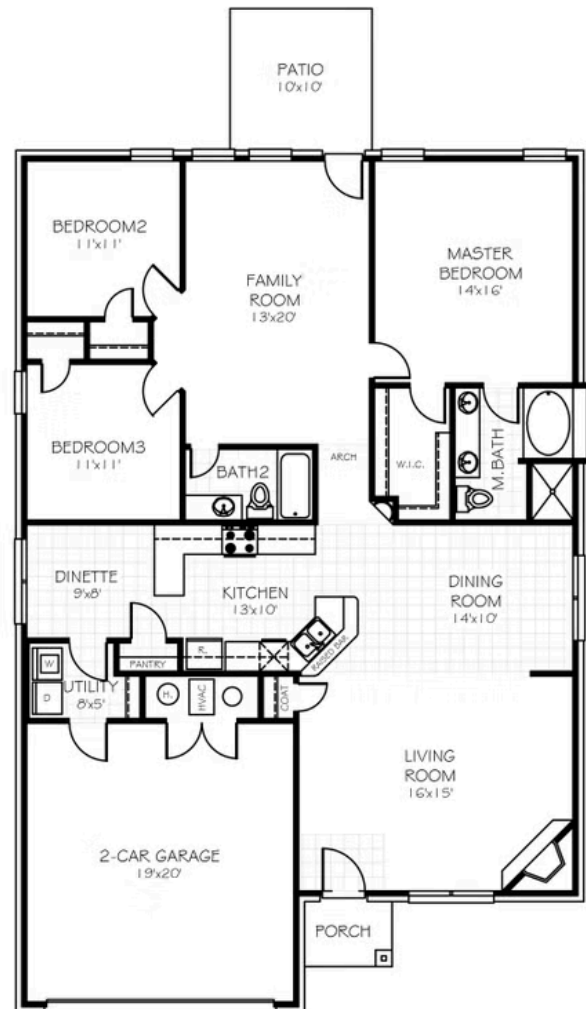 PATIO
10'x10'
BEDROOM2
11'x11'
FAMILY
ROOM
13'x20'
MASTER
BEDROOM
14'x16'
BEDROOM3
11'x11'
BATH2
ARCH
W.I.C.
M.BATH
DINETTE
9'x8'
KITCHEN
13'x10'
DINING
ROOM
14'x10'
RAISED BAR
R.
PANTRY
W
D
UTILITY
8'x5'
H.
HVAC
COAT
LIVING
ROOM
16'x15'
2-CAR GARAGE
19'x20'
PORCH